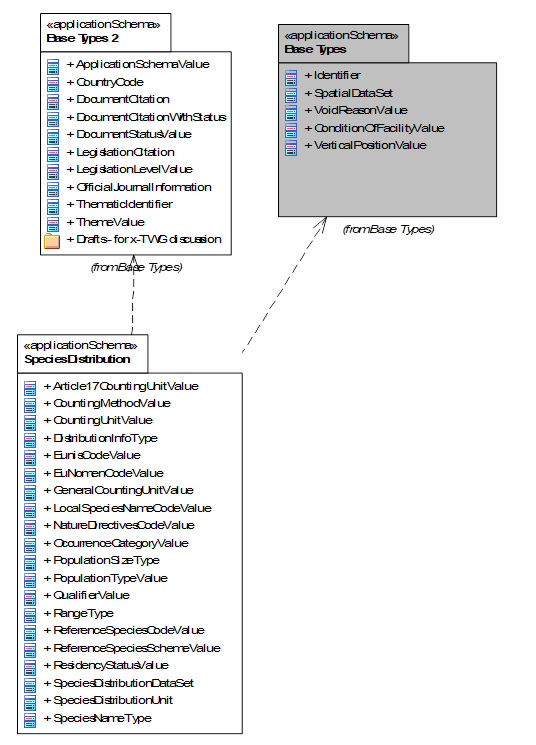 «applicationSchema»
Base Types 2
+ ApplicationSchemaValue
+ CountryCode
+ DocumentCitation
+ DocumentCitationWithStatus
+ DocumentStatusValue
+ LegislationCitation
+ LegislationLevelValue
+ OfficialJournalInformation
+ ThematicIdentifier
+ ThemeValue
+ Drafts - for x-TWG discussion
(from Base Types)
«applicationSchema»
Base Types
+ Identifier
+ SpatialDataSet
+ VoidReasonValue
+ ConditionOfFacilityValue
+ VerticalPositionValue
(from Base Types)
«applicationSchema»
SpeciesDistribution
+ Article17CountingUnitValue
+ CountingMethodValue
+ CountingUnitValue
+ DistributionInfoType
+ EunisCodeValue
+ EuNomenCodeValue
+ GeneralCountingUnitValue
+ LocalSpeciesNameCodeValue
+ NatureDirectivesCodeValue
+ OccurrenceCategoryValue
+ PopulationSizeType
+ PopulationTypeValue
+ QualifierValue
+ RangeType
+ ReferenceSpeciesCodeValue
+ ReferenceSpeciesSchemeValue
+ ResidencyStatusValue
+ SpeciesDistributionDataSet
+ SpeciesDistributionUnit
+ SpeciesNameType